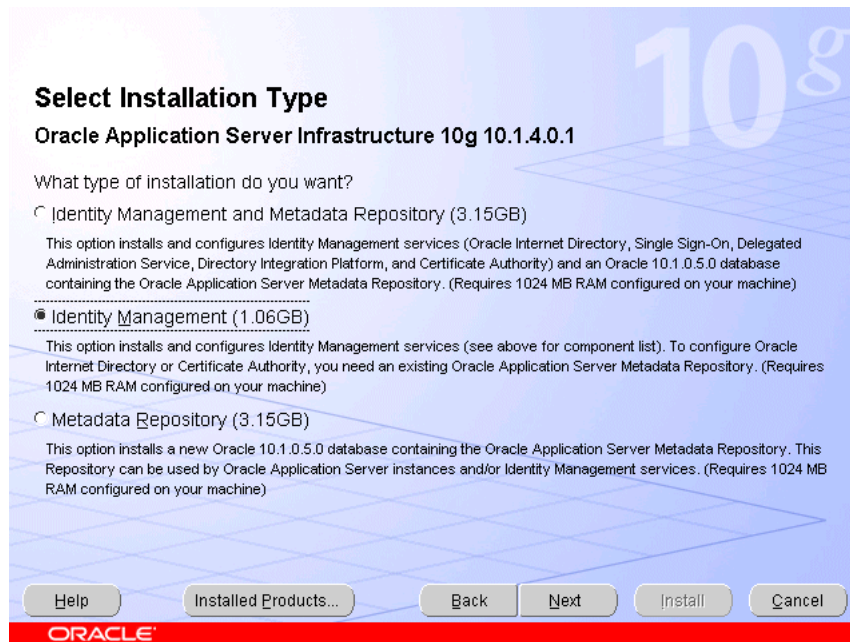 10g
Select Installation Type
Oracle Application Server Infrastructure 10g 10.1.4.0.1
What type of installation do you want?
Identity Management and Metadata Repository (3.15GB)
This option installs and configures Identity Management services (Oracle Internet Directory, Single Sign-On, Delegated
Administration Service, Directory Integration Platform, and Certificate Authority) and an Oracle 10.1.0.5.0 database
containing the Oracle Application Server Metadata Repository. (Requires 1024 MB RAM configured on your machine)
Identity Management (1.06GB)
This option installs and configures Identity Management services (see above for component list). To configure Oracle
Internet Directory or Certificate Authority, you need an existing Oracle Application Server Metadata Repository. (Requires
1024 MB RAM configured on your machine)
Metadata Repository (3.15GB)
This option installs a new Oracle 10.1.0.5.0 database containing the Oracle Application Server Metadata Repository. This
Repository can be used by Oracle Application Server instances and/or Identity Management services. (Requires 1024 MB
RAM configured on your machine)
Help Installed Products... Back Next Install Cancel
ORACLE